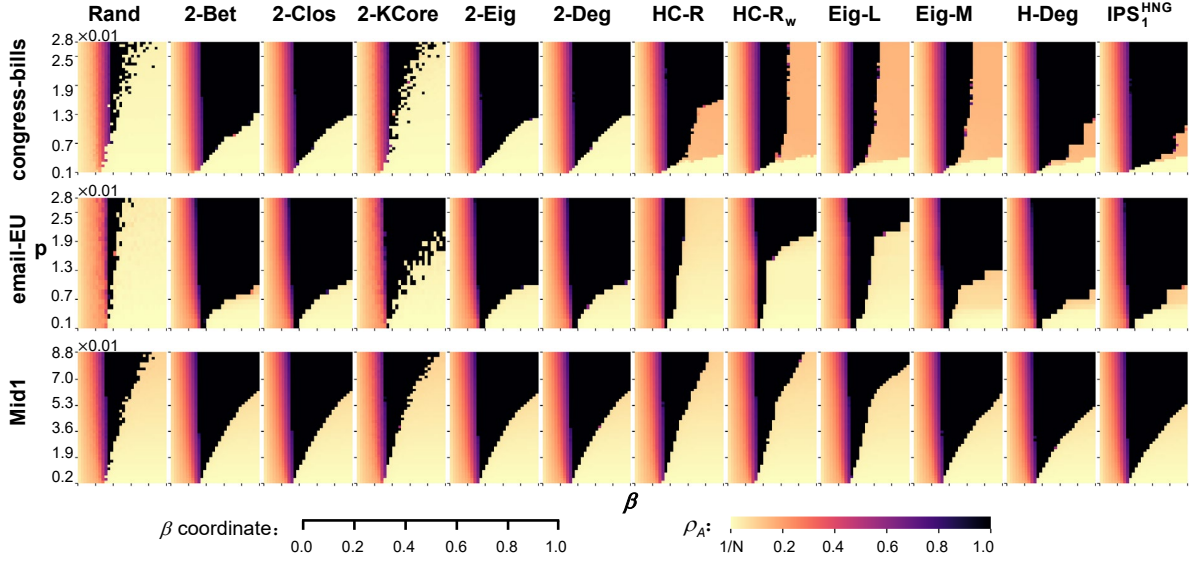 Rand 2-Bet 2-Clos 2-KCore 2-Eig 2-Deg HC-R HC-R_w Eig-L Eig-M H-Deg IPS_1^HNG
congress-bills
2.8 ×0.01
2.5
1.9
1.3
0.7
0.1
email-EU
p
2.8 ×0.01
2.5
1.9
1.3
0.7
0.1
Mid1
8.8 ×0.01
7.0
5.3
3.6
1.9
0.2
β
β coordinate:
0.0 0.2 0.4 0.6 0.8 1.0
ρ_A:
1/N 0.2 0.4 0.6 0.8 1.0